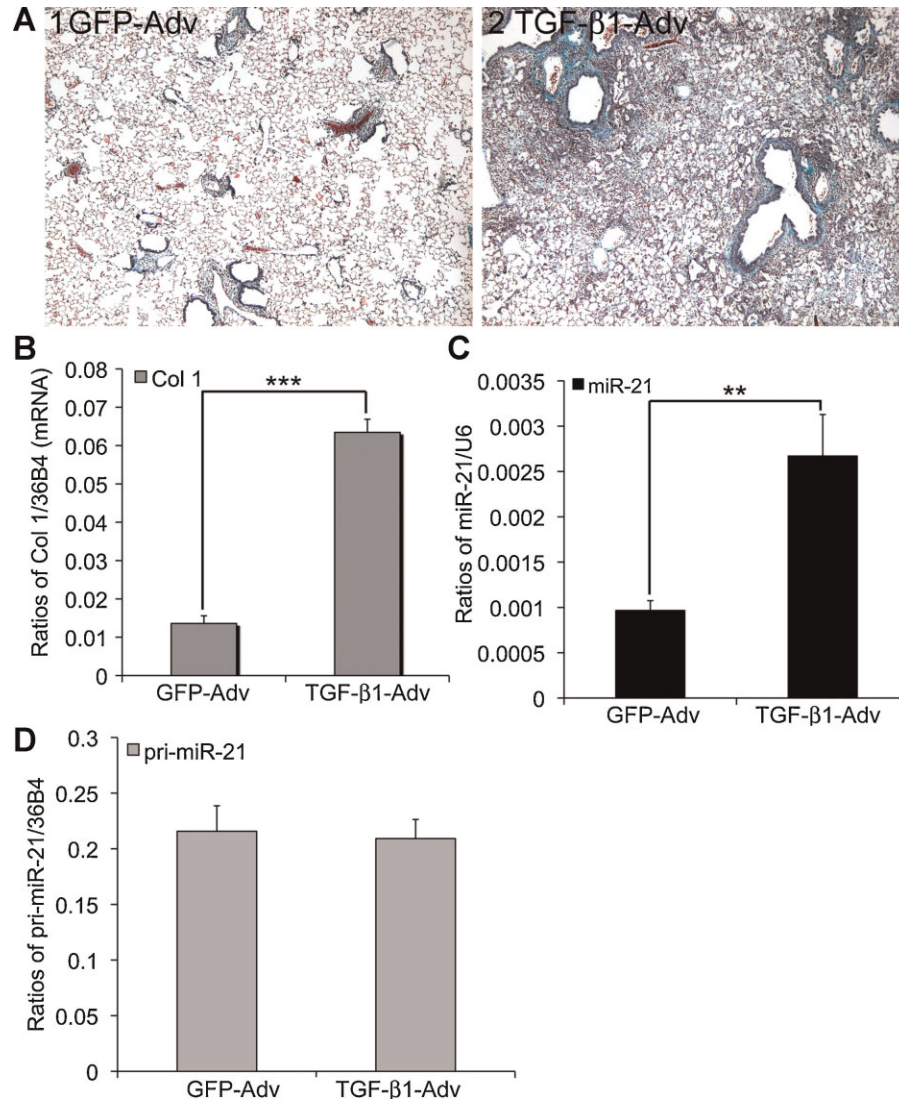 A
1GFP-Adv
2 TGF-β1-Adv
B
Ratios of Col 1/36B4 (mRNA)
0.08
0.07
0.06
0.05
0.04
0.03
0.02
0.01
0
Col 1
***
GFP-Adv
TGF-β1-Adv
C
Ratios of miR-21/U6
0.0035
0.003
0.0025
0.002
0.0015
0.001
0.0005
0
miR-21
**
GFP-Adv
TGF-β1-Adv
D
Ratios of pri-miR-21/36B4
0.3
0.25
0.2
0.15
0.1
0.05
0
pri-miR-21
GFP-Adv
TGF-β1-Adv